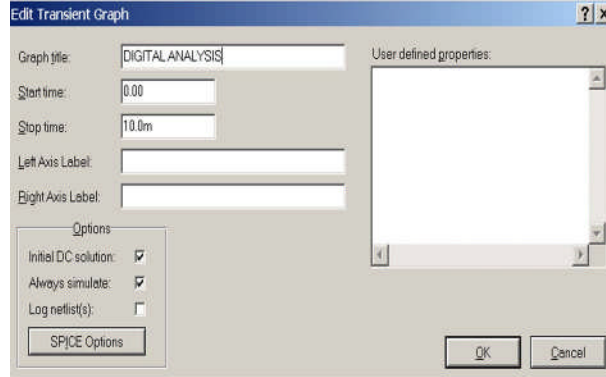 Edit Transient Graph
Graph title: DIGITAL ANALYSIS
User defined properties:
Start time: 0.00
Stop time: 10.0m
Left Axis Label:
Right Axis Label:
Options
Initial DC solution:
Always simulate:
Log netlist(s):
SPICE Options
OK
Cancel